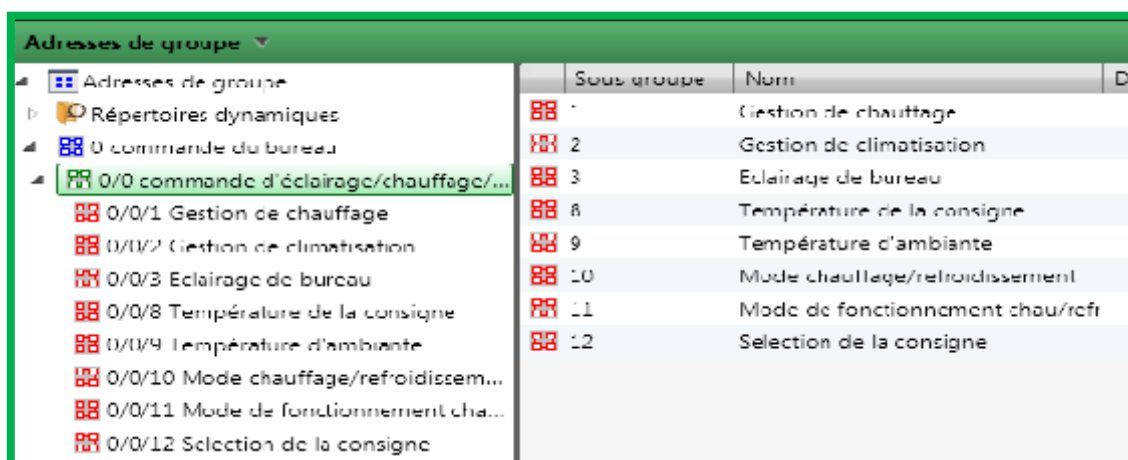 Adresses de groupe
Adresses de groupe
Répertoires dynamiques
0 commande du bureau
0/0 commande d'éclairage/chauffage/...
0/0/1 Gestion de chauffage
0/0/2 Gestion de climatisation
0/0/3 Eclairage de bureau
0/0/8 Température de la consigne
0/0/9 Température d'ambiante
0/0/10 Mode chauffage/refroidissem...
0/0/11 Mode de fonctionnement cha...
0/0/12 Selection de la consigne
Sous groupe Nom D
1 Gestion de chauffage
2 Gestion de climatisation
3 Eclairage de bureau
8 Température de la consigne
9 Température d'ambiante
10 Mode chauffage/refroidissement
11 Mode de fonctionnement chau/refr
12 Selection de la consigne